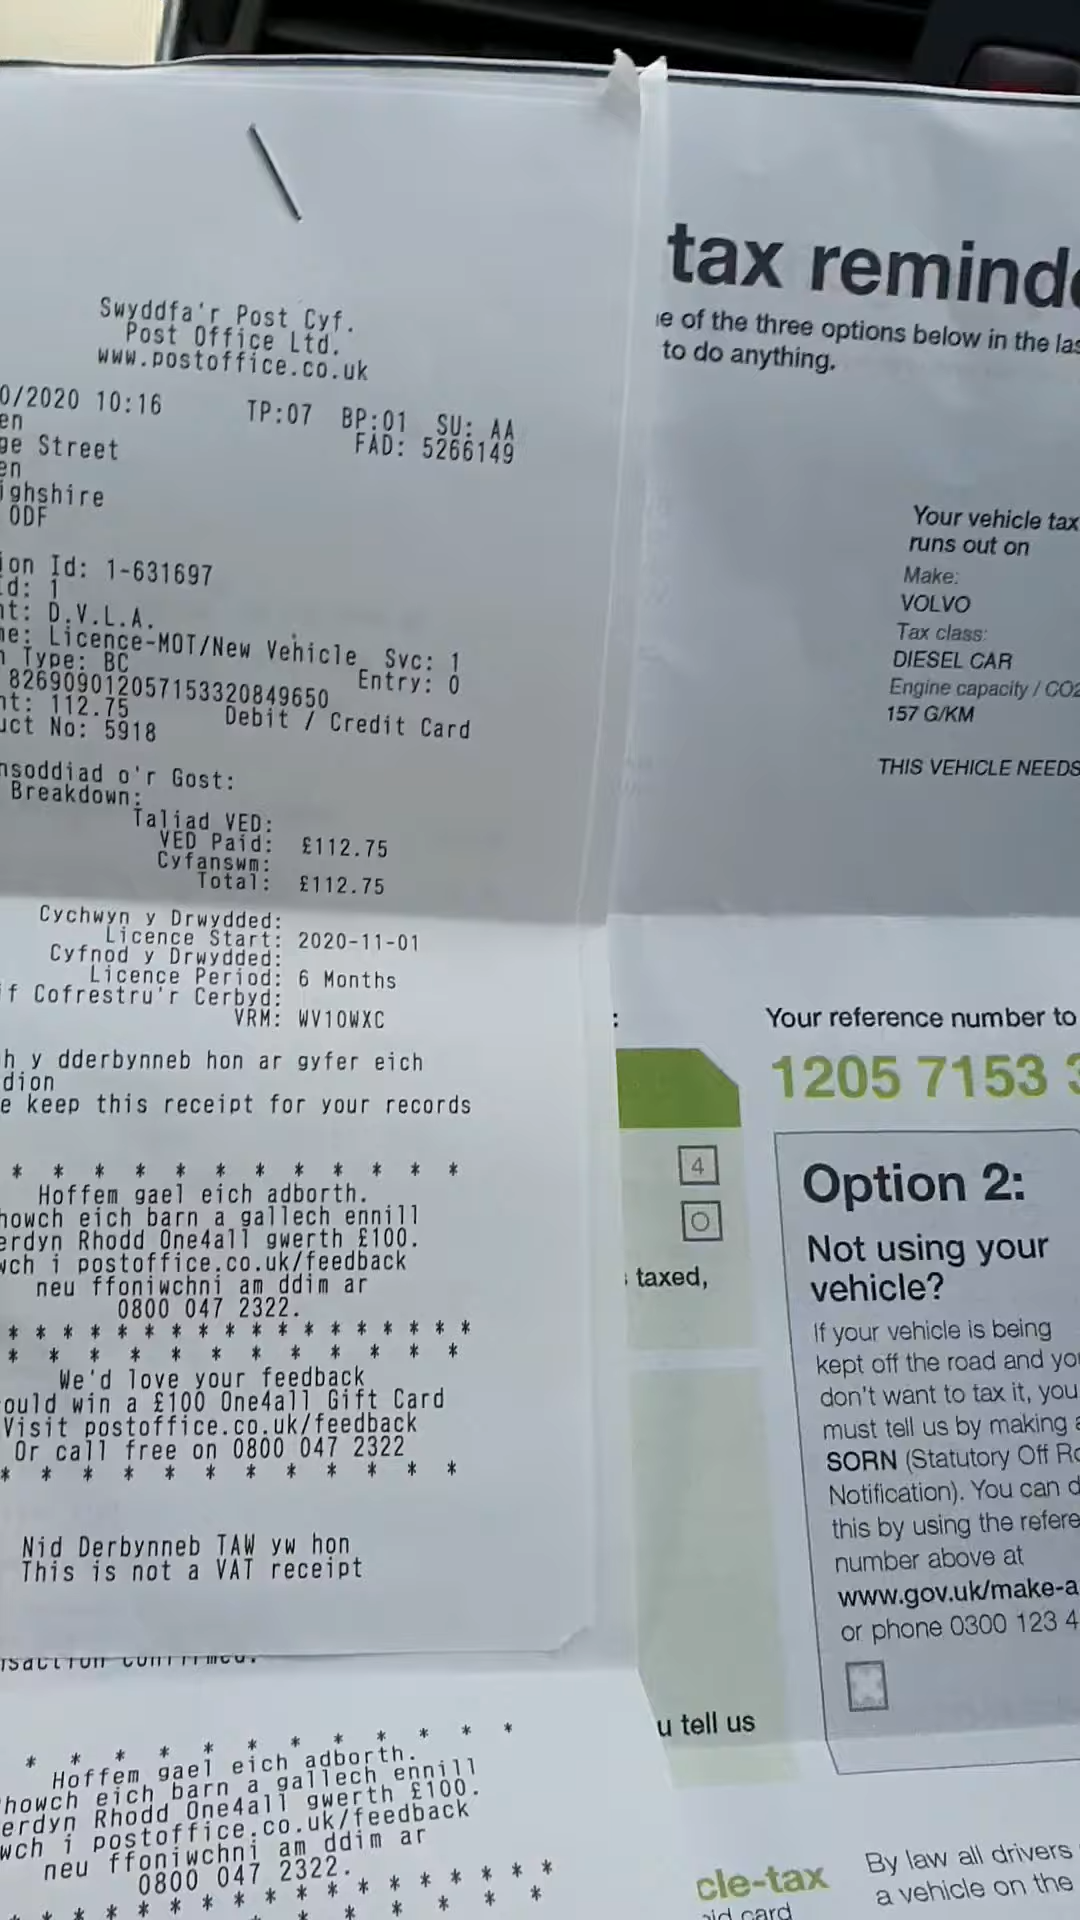 Swyddfa'r Post Cyf.
Post Office Ltd.
www.postoffice.co.uk
0/2020 10:16 TP:07 BP:01 SU: AA
en FAD: 5266149
ge Street
en
ighshire
0DF
ion Id: 1-631697
Id: 1
nt: D.V.L.A.
me: Licence-MOT/New Vehicle Svc: 1
n Type: BC Entry: 0
826909012057153320849650
nt: 112.75 Debit / Credit Card
uct No: 5918
nsoddiad o'r Gost:
Breakdown:
Taliad VED:
VED Paid: £112.75
Cyfanswm:
Total: £112.75
Cychwyn y Drwydded:
Licence Start: 2020-11-01
Cyfnod y Drwydded:
Licence Period: 6 Months
if Cofrestru'r Cerbyd:
VRM: WV10WXC
h y dderbynneb hon ar gyfer eich
dion
e keep this receipt for your records
* * * * * * * * * * * *
Hoffem gael eich adborth.
howch eich barn a gallech ennill
erdyn Rhodd One4all gwerth £100.
wch i postoffice.co.uk/feedback
neu ffoniwchni am ddim ar
0800 047 2322.
* * * * * * * * * * * * * * * * * *
* * * * * * * * * * * *
We'd love your feedback
ould win a £100 One4all Gift Card
Visit postoffice.co.uk/feedback
Or call free on 0800 047 2322
* * * * * * * * * * * *
Nid Derbynneb TAW yw hon
This is not a VAT receipt
nsaction confirmed.
* * * * * * * * * * * *
Hoffem gael eich adborth.
howch eich barn a gallech ennill
erdyn Rhodd One4all gwerth £100.
wch i postoffice.co.uk/feedback
neu ffoniwchni am ddim ar
0800 047 2322.
tax reminde
e of the three options below in the las
to do anything.
Your vehicle tax
runs out on
Make:
VOLVO
Tax class:
DIESEL CAR
Engine capacity / CO2
157 G/KM
THIS VEHICLE NEEDS
:
Your reference number to
1205 7153 3
4
O
taxed,
u tell us
Option 2:
Not using your
vehicle?
If your vehicle is being
kept off the road and you
don't want to tax it, you
must tell us by making a
SORN (Statutory Off Ro
Notification). You can d
this by using the refere
number above at
www.gov.uk/make-a
or phone 0300 123 4
cle-tax
aid card
By law all drivers
a vehicle on the